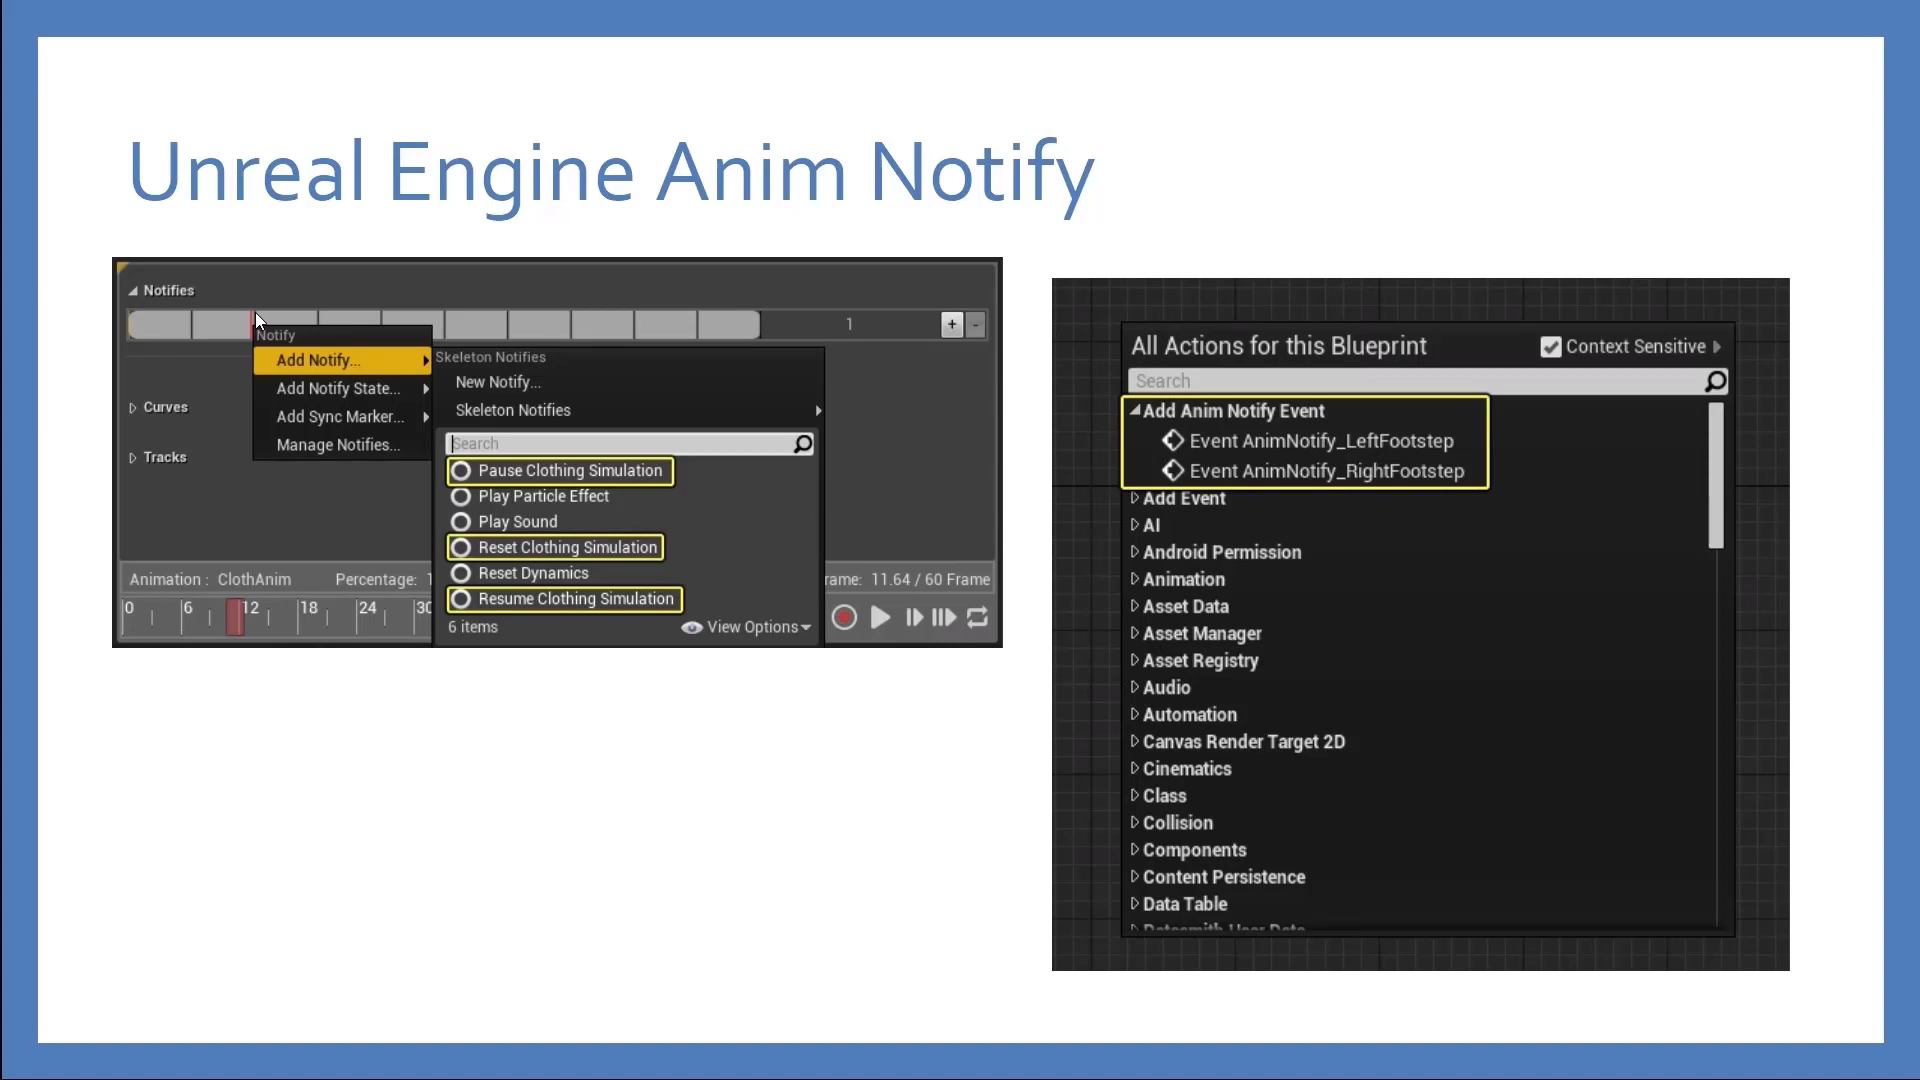 Unreal Engine Anim Notify
Notifies
1
+
-
Notify
Add Notify...
Add Notify State...
Add Sync Marker...
Manage Notifies...
Curves
Tracks
Skeleton Notifies
New Notify...
Skeleton Notifies
Search
Pause Clothing Simulation
Play Particle Effect
Play Sound
Reset Clothing Simulation
Reset Dynamics
Resume Clothing Simulation
6 items
View Options
Animation : ClothAnim Percentage: 1
rame: 11.64 / 60 Frame
0 6 12 18 24 30
All Actions for this Blueprint
Context Sensitive
Search
Add Anim Notify Event
Event AnimNotify_LeftFootstep
Event AnimNotify_RightFootstep
Add Event
AI
Android Permission
Animation
Asset Data
Asset Manager
Asset Registry
Audio
Automation
Canvas Render Target 2D
Cinematics
Class
Collision
Components
Content Persistence
Data Table
Datasmith User Data